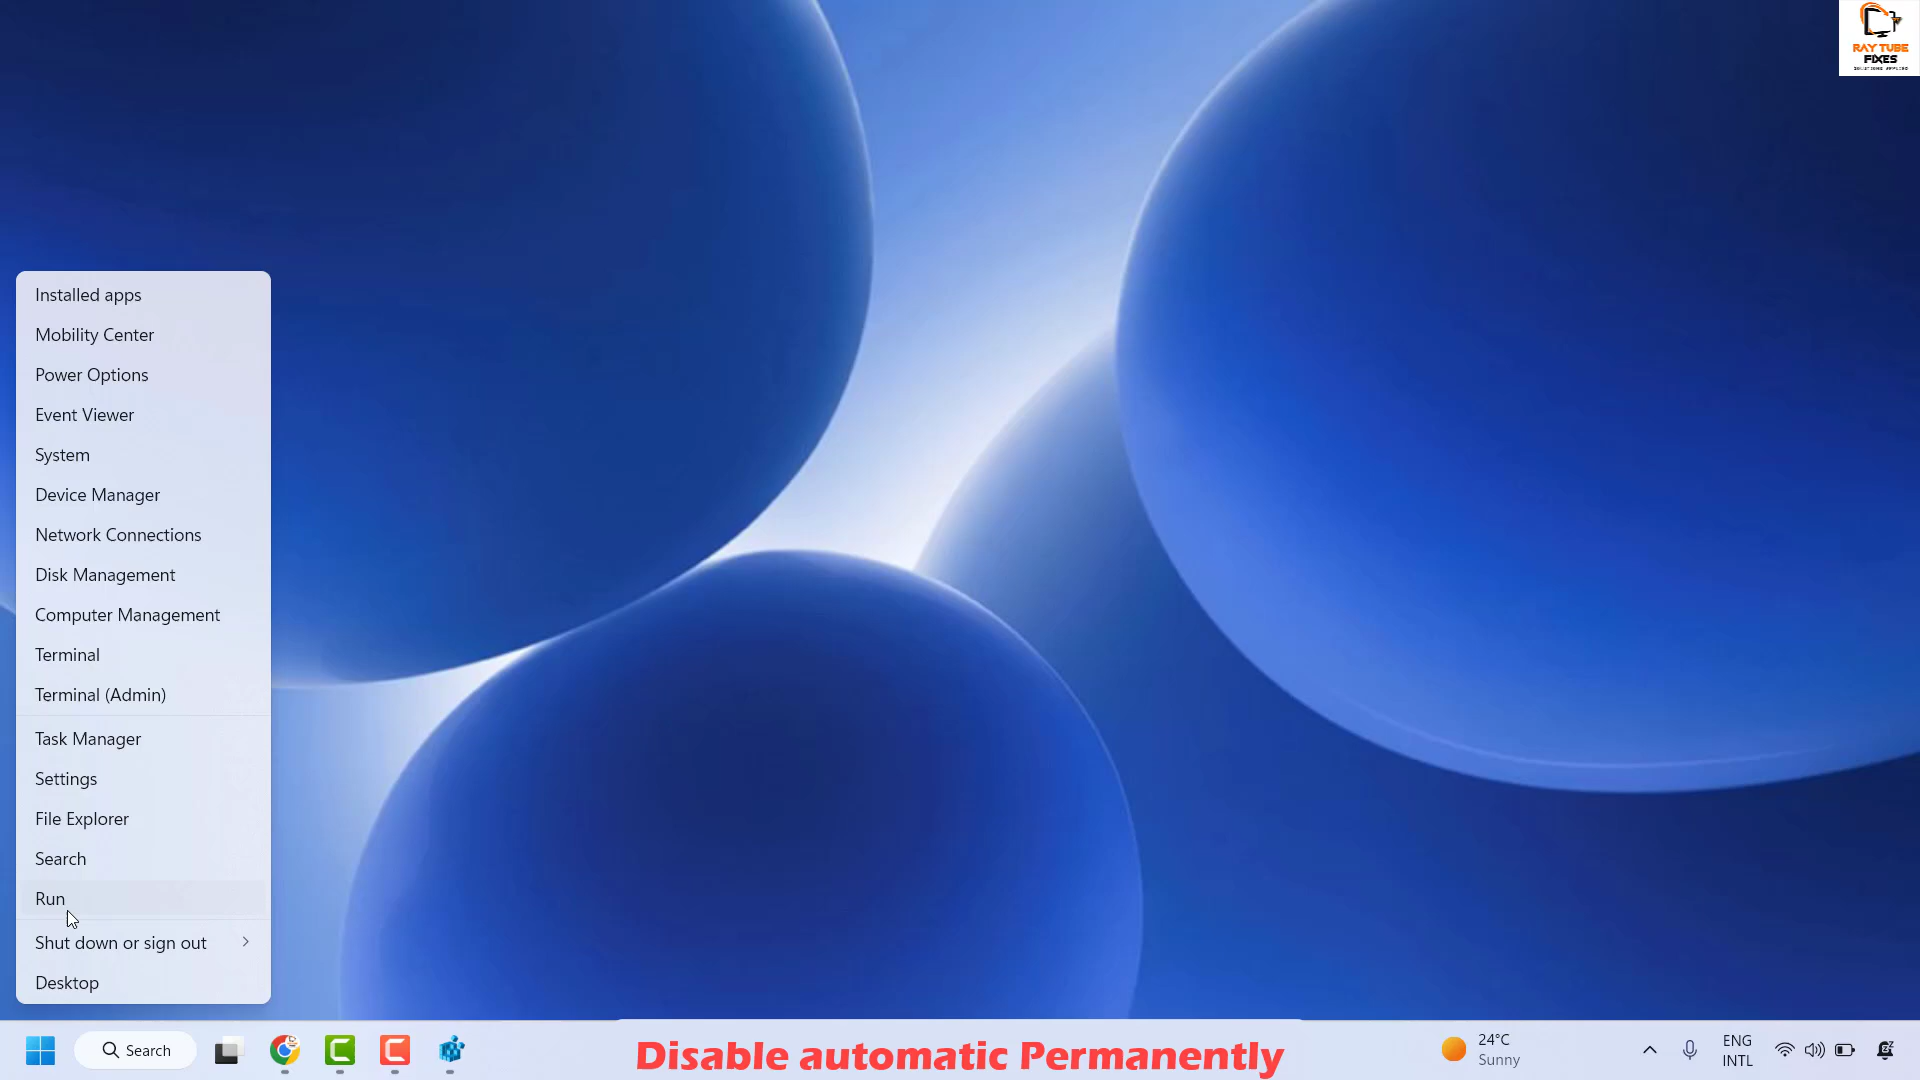 RAY TUBE
FIXES
Installed apps
Mobility Center
Power Options
Event Viewer
System
Device Manager
Network Connections
Disk Management
Computer Management
Terminal
Terminal (Admin)
Task Manager
Settings
File Explorer
Search
Run
Shut down or sign out
Desktop
Search
Disable automatic Permanently
24°C
Sunny
ENG
INTL